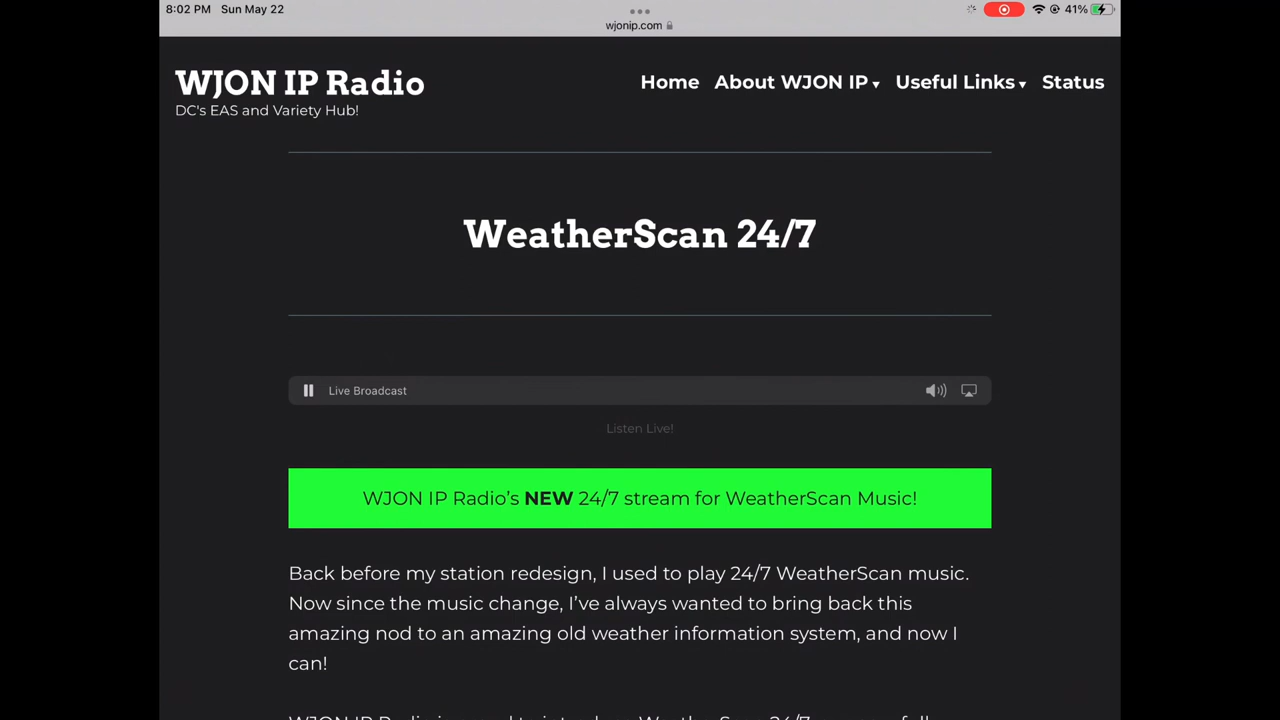 8:02 PM Sun May 22
41%
wjonip.com
WJON IP Radio
DC's EAS and Variety Hub!
Home About WJON IP Useful Links Status
WeatherScan 24/7
Live Broadcast
Listen Live!
WJON IP Radio's NEW 24/7 stream for WeatherScan Music!
Back before my station redesign, I used to play 24/7 WeatherScan music.
Now since the music change, I've always wanted to bring back this
amazing nod to an amazing old weather information system, and now I
can!